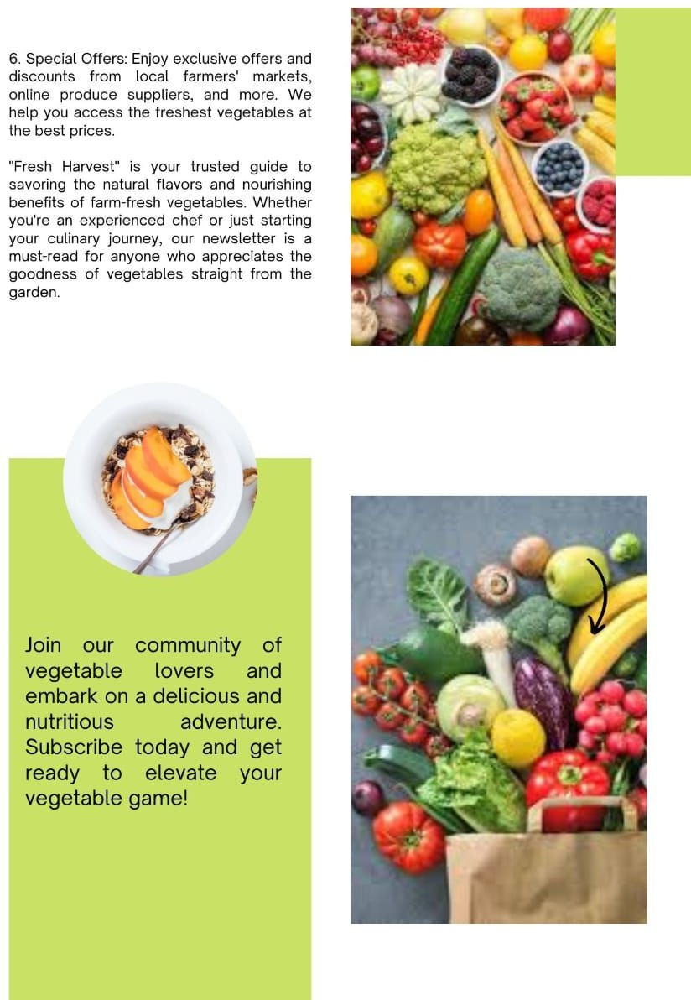 6. Special Offers: Enjoy exclusive offers and
discounts from local farmers' markets,
online produce suppliers, and more. We
help you access the freshest vegetables at
the best prices.
"Fresh Harvest" is your trusted guide to
savoring the natural flavors and nourishing
benefits of farm-fresh vegetables. Whether
you're an experienced chef or just starting
your culinary journey, our newsletter is a
must-read for anyone who appreciates the
goodness of vegetables straight from the
garden.
Join our community of
vegetable lovers and
embark on a delicious and
nutritious adventure.
Subscribe today and get
ready to elevate your
vegetable game!